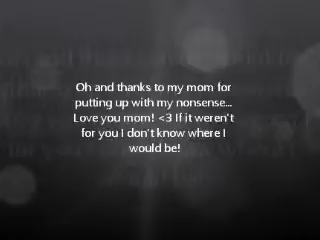 Oh and thanks to my mom for
putting up with my nonsense...
Love you mom! <3 If it weren't
for you I don't know where I
would be!